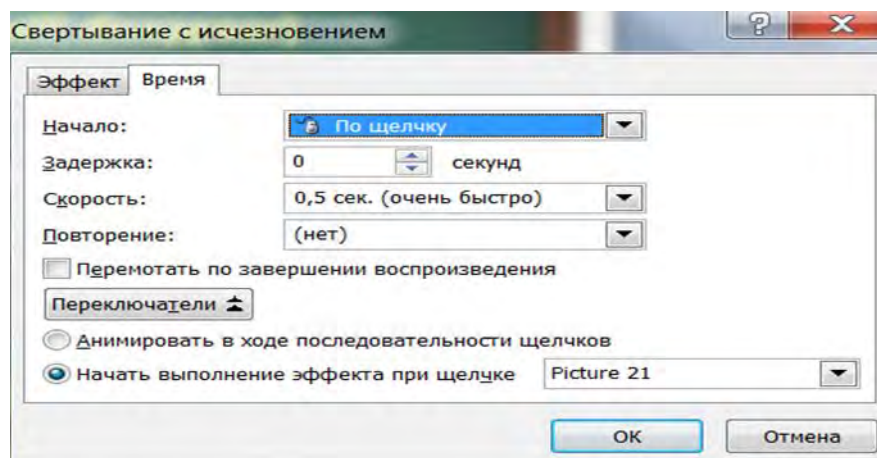 Свертывание с исчезновением
Эффект Время
Начало: По щелчку
Задержка: 0 секунд
Скорость: 0,5 сек. (очень быстро)
Повторение: (нет)
Перемотать по завершении воспроизведения
Переключатели
Анимировать в ходе последовательности щелчков
Начать выполнение эффекта при щелчке Picture 21
ОК Отмена